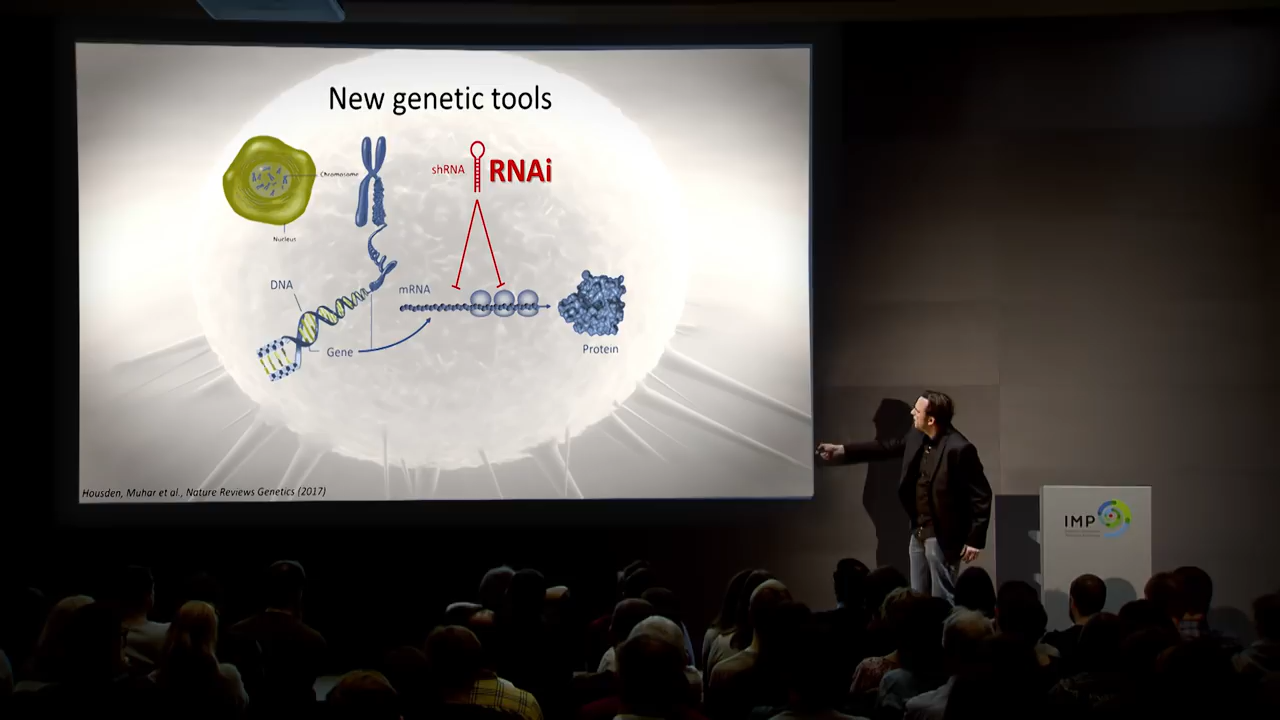 New genetic tools
Chromosome
shRNA
RNAi
Nucleus
DNA
mRNA
Gene
Protein
Housden, Muhar et al., Nature Reviews Genetics (2017)
IMP